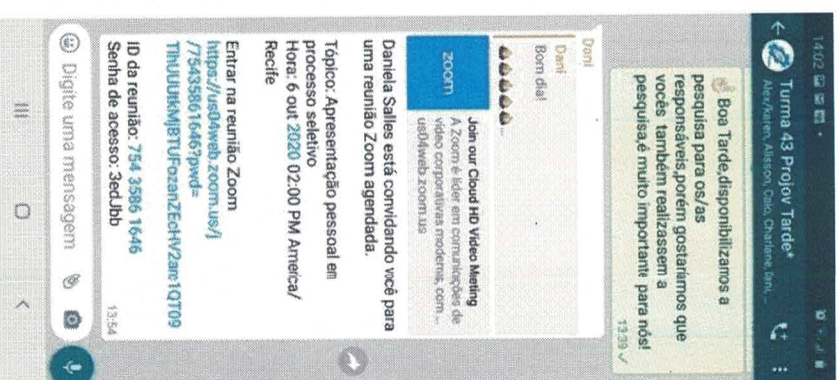 14:02
Turma 43 Projov Tarde*
Alex/Karen, Alisson, Caio, Charlene, Dani, ...
Boa Tarde,disponibilizamos a
pesquisa para os/as
responsáveis,porém gostaríamos que
vocês também realizassem a
pesquisa,é muito importante para nós!
13:39
Dani
Dani
Bom dia!
...
zoom
Join our Cloud HD Video Meeting
A Zoom é líder em comunicações de
vídeo corporativas modernas, com ...
us04web.zoom.us
Daniela Salles está convidando você para
uma reunião Zoom agendada.
Tópico: Apresentação pessoal em
processo seletivo
Hora: 6 out 2020 02:00 PM America/
Recife
Entrar na reunião Zoom
https://us04web.zoom.us/j
/75435861646?pwd=
ID da reunião: 754 3586 1646
Senha de acesso: 3edJbb
13:54
Digite uma mensagem